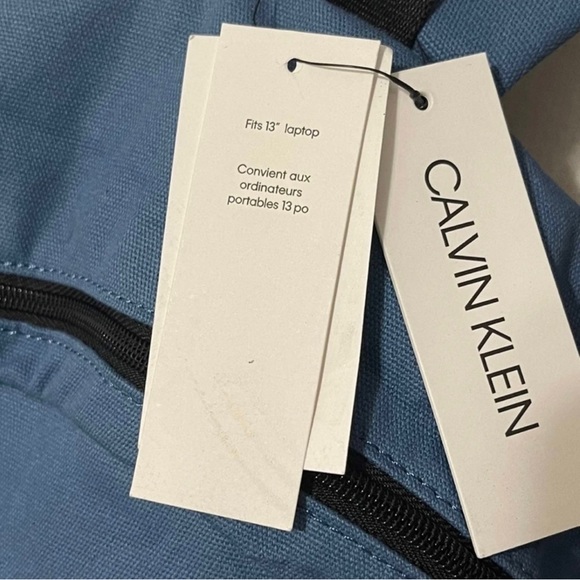 Fits 13" laptop
Convient aux
ordinateurs
portables 13 po
CALVIN KLEIN